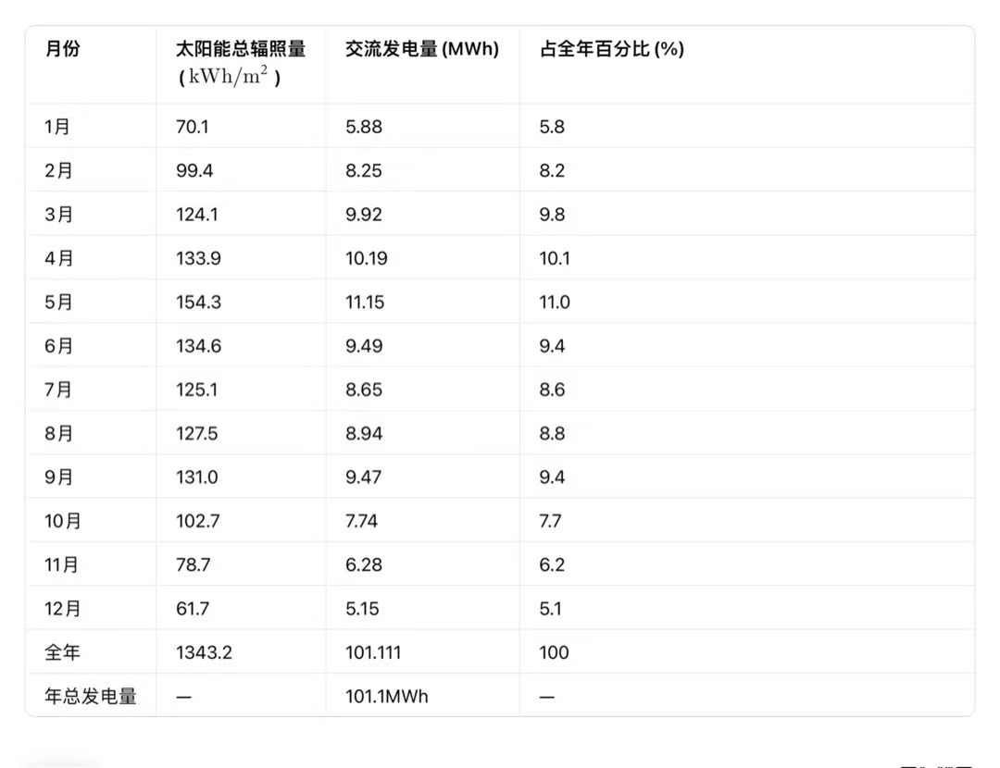 月份 太阳能总辐照量 交流发电量 (MWh) 占全年百分比 (%)
(kWh/m²)
1月 70.1 5.88 5.8
2月 99.4 8.25 8.2
3月 124.1 9.92 9.8
4月 133.9 10.19 10.1
5月 154.3 11.15 11.0
6月 134.6 9.49 9.4
7月 125.1 8.65 8.6
8月 127.5 8.94 8.8
9月 131.0 9.47 9.4
10月 102.7 7.74 7.7
11月 78.7 6.28 6.2
12月 61.7 5.15 5.1
全年 1343.2 101.111 100
年总发电量 — 101.1MWh —